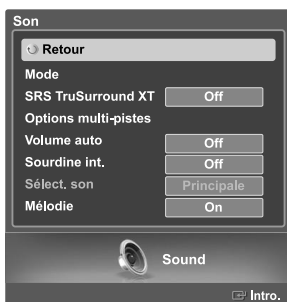 Son
Retour
Mode
SRS TruSurround XT Off
Options multi-pistes
Volume auto Off
Sourdine int. Off
Sélect. son Principale
Mélodie On
Sound
Intro.